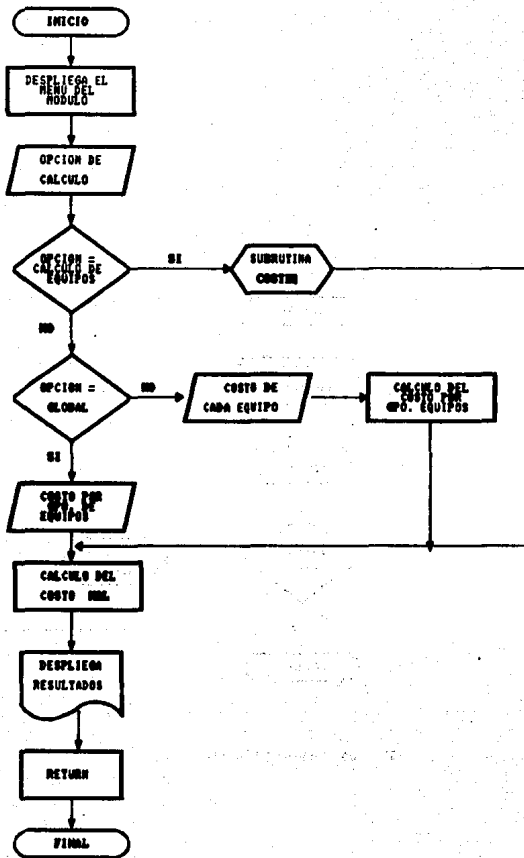 INICIO
DESPLIEGA EL
MENU DEL
MODULO
OPCION DE
CALCULO
OPCION =
CALCULO DE
EQUIPOS
SI
SUBRUTINA
NO
OPCION =
GLOBAL
NO
COSTO DE
CADA EQUIPO
CALCULO DEL
COSTO POR
GPO. EQUIPOS
SI
COSTO POR
GPO. DE
EQUIPOS
CALCULO DEL
COSTO
DESPLIEGA
RESULTADOS
RETURN
FINAL